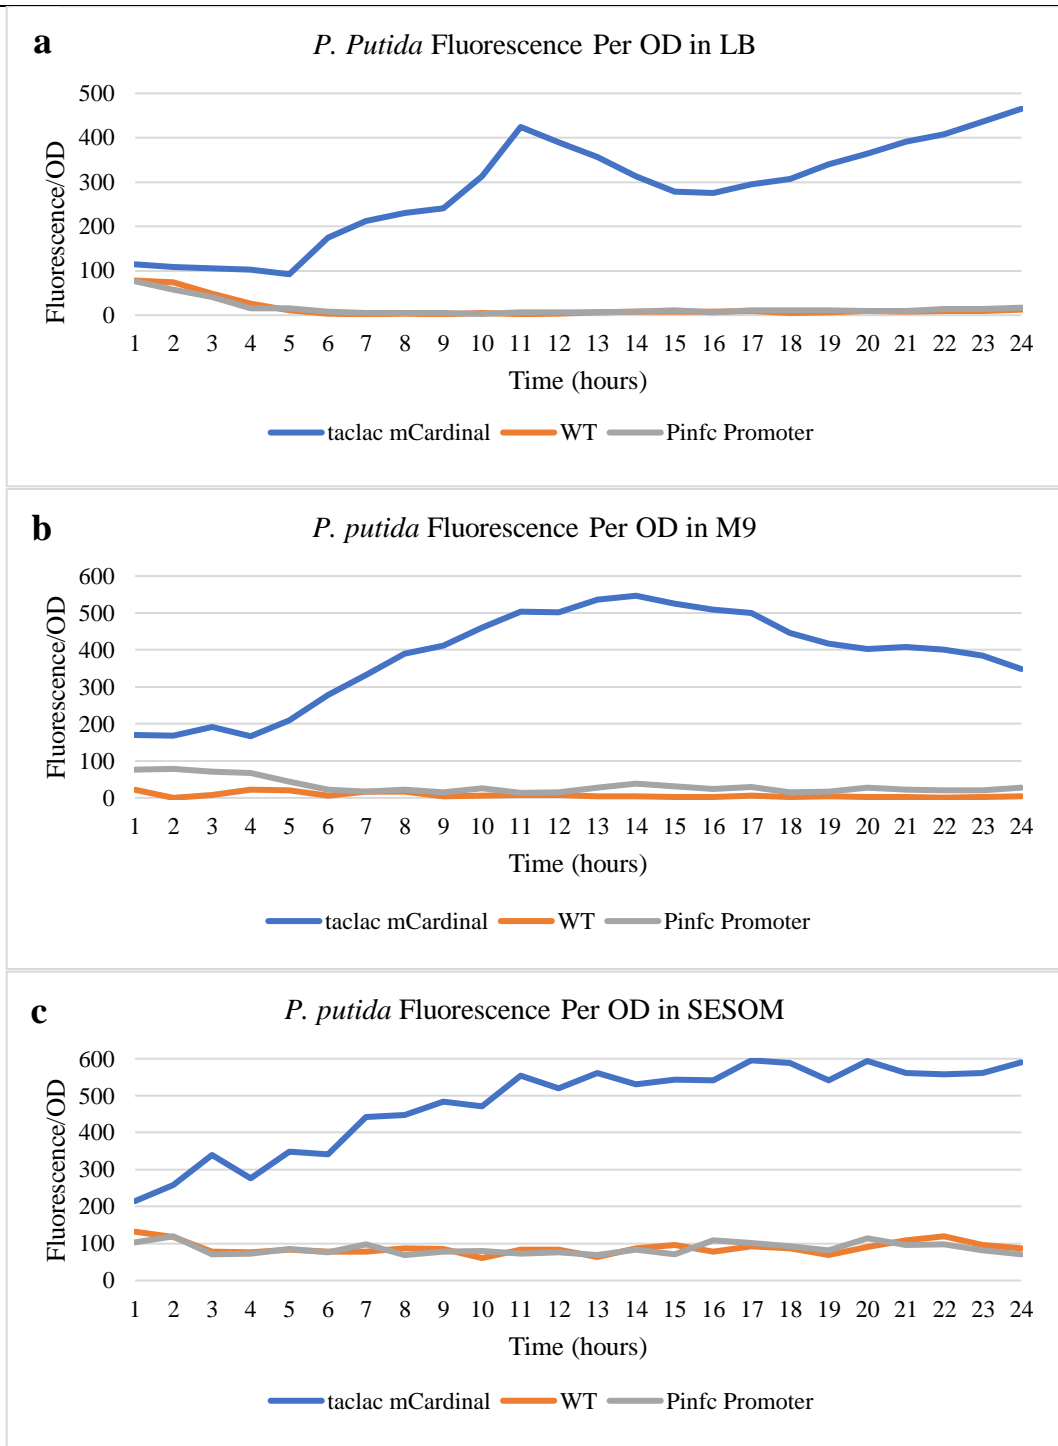 a
P. Putida Fluorescence Per OD in LB
500
400
300
200
100
0
Fluorescence/OD
1 2 3 4 5 6 7 8 9 10 11 12 13 14 15 16 17 18 19 20 21 22 23 24
Time (hours)
taclac mCardinal WT Pinfc Promoter
b
P. putida Fluorescence Per OD in M9
600
500
400
300
200
100
0
Fluorescence/OD
1 2 3 4 5 6 7 8 9 10 11 12 13 14 15 16 17 18 19 20 21 22 23 24
Time (hours)
taclac mCardinal WT Pinfc Promoter
c
P. putida Fluorescence Per OD in SESOM
600
500
400
300
200
100
0
Fluorescence/OD
1 2 3 4 5 6 7 8 9 10 11 12 13 14 15 16 17 18 19 20 21 22 23 24
Time (hours)
taclac mCardinal WT Pinfc Promoter